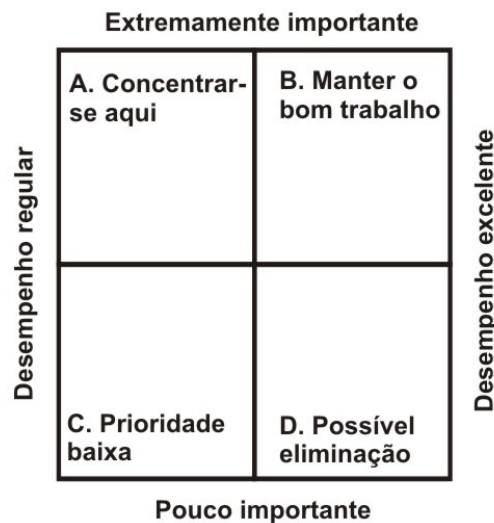 Extremamente importante
A. Concentrar-
se aqui
B. Manter o
bom trabalho
Desempenho regular
Desempenho excelente
C. Prioridade
baixa
D. Possível
eliminação
Pouco importante